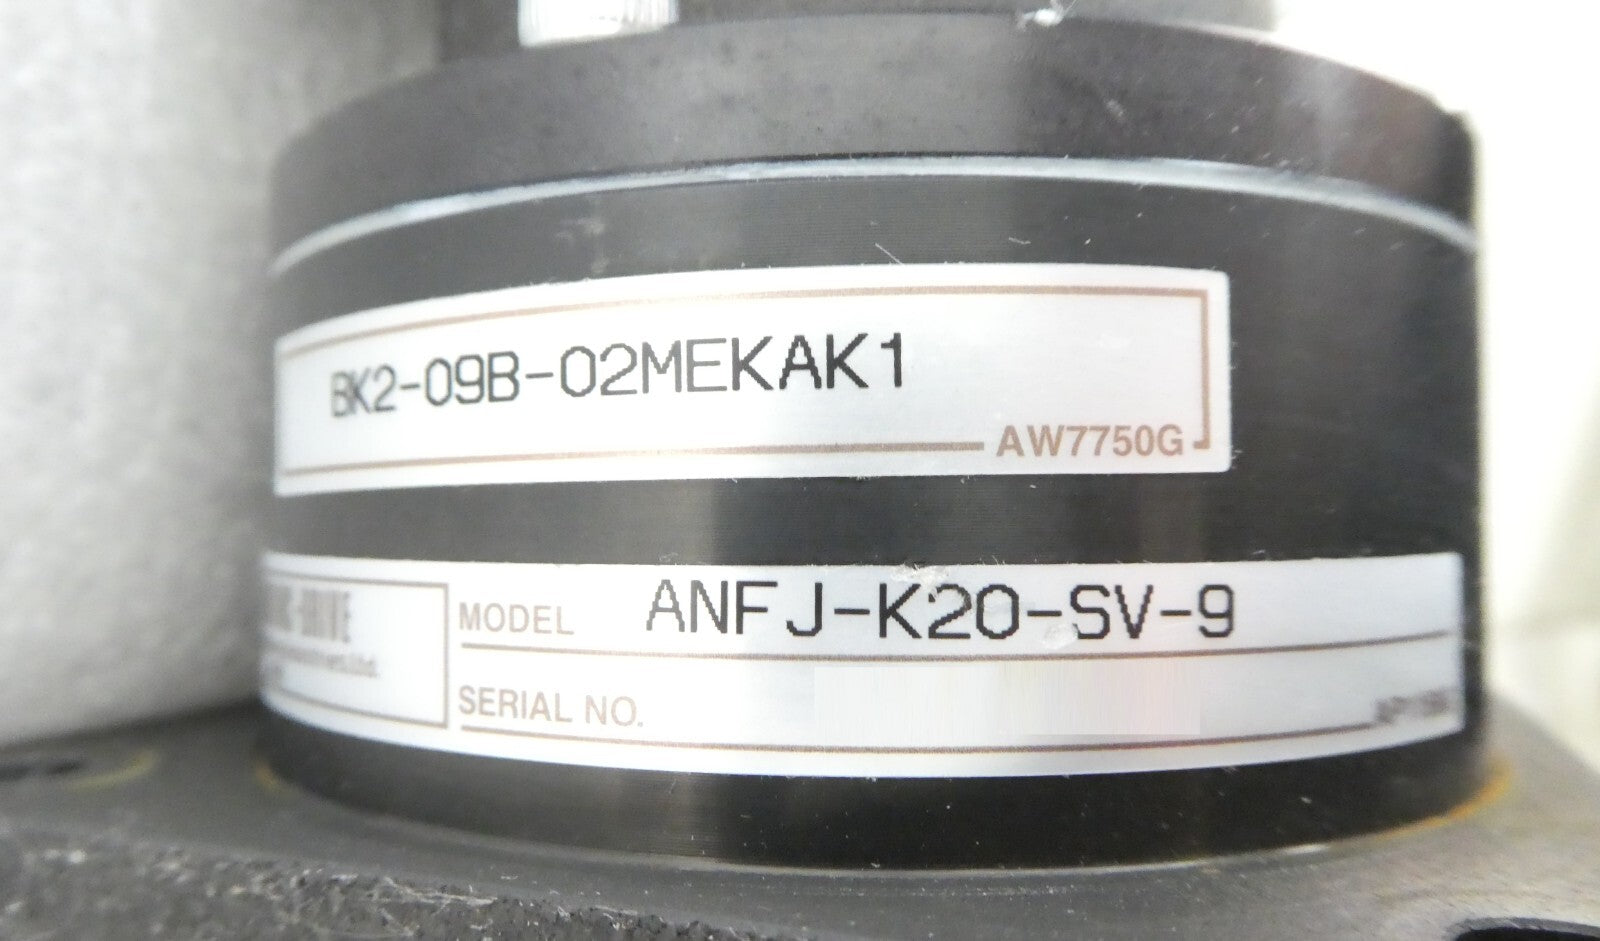 BK2-09B-02MEKAK1
AW7750G
MODEL ANFJ-K20-SV-9
SERIAL NO.